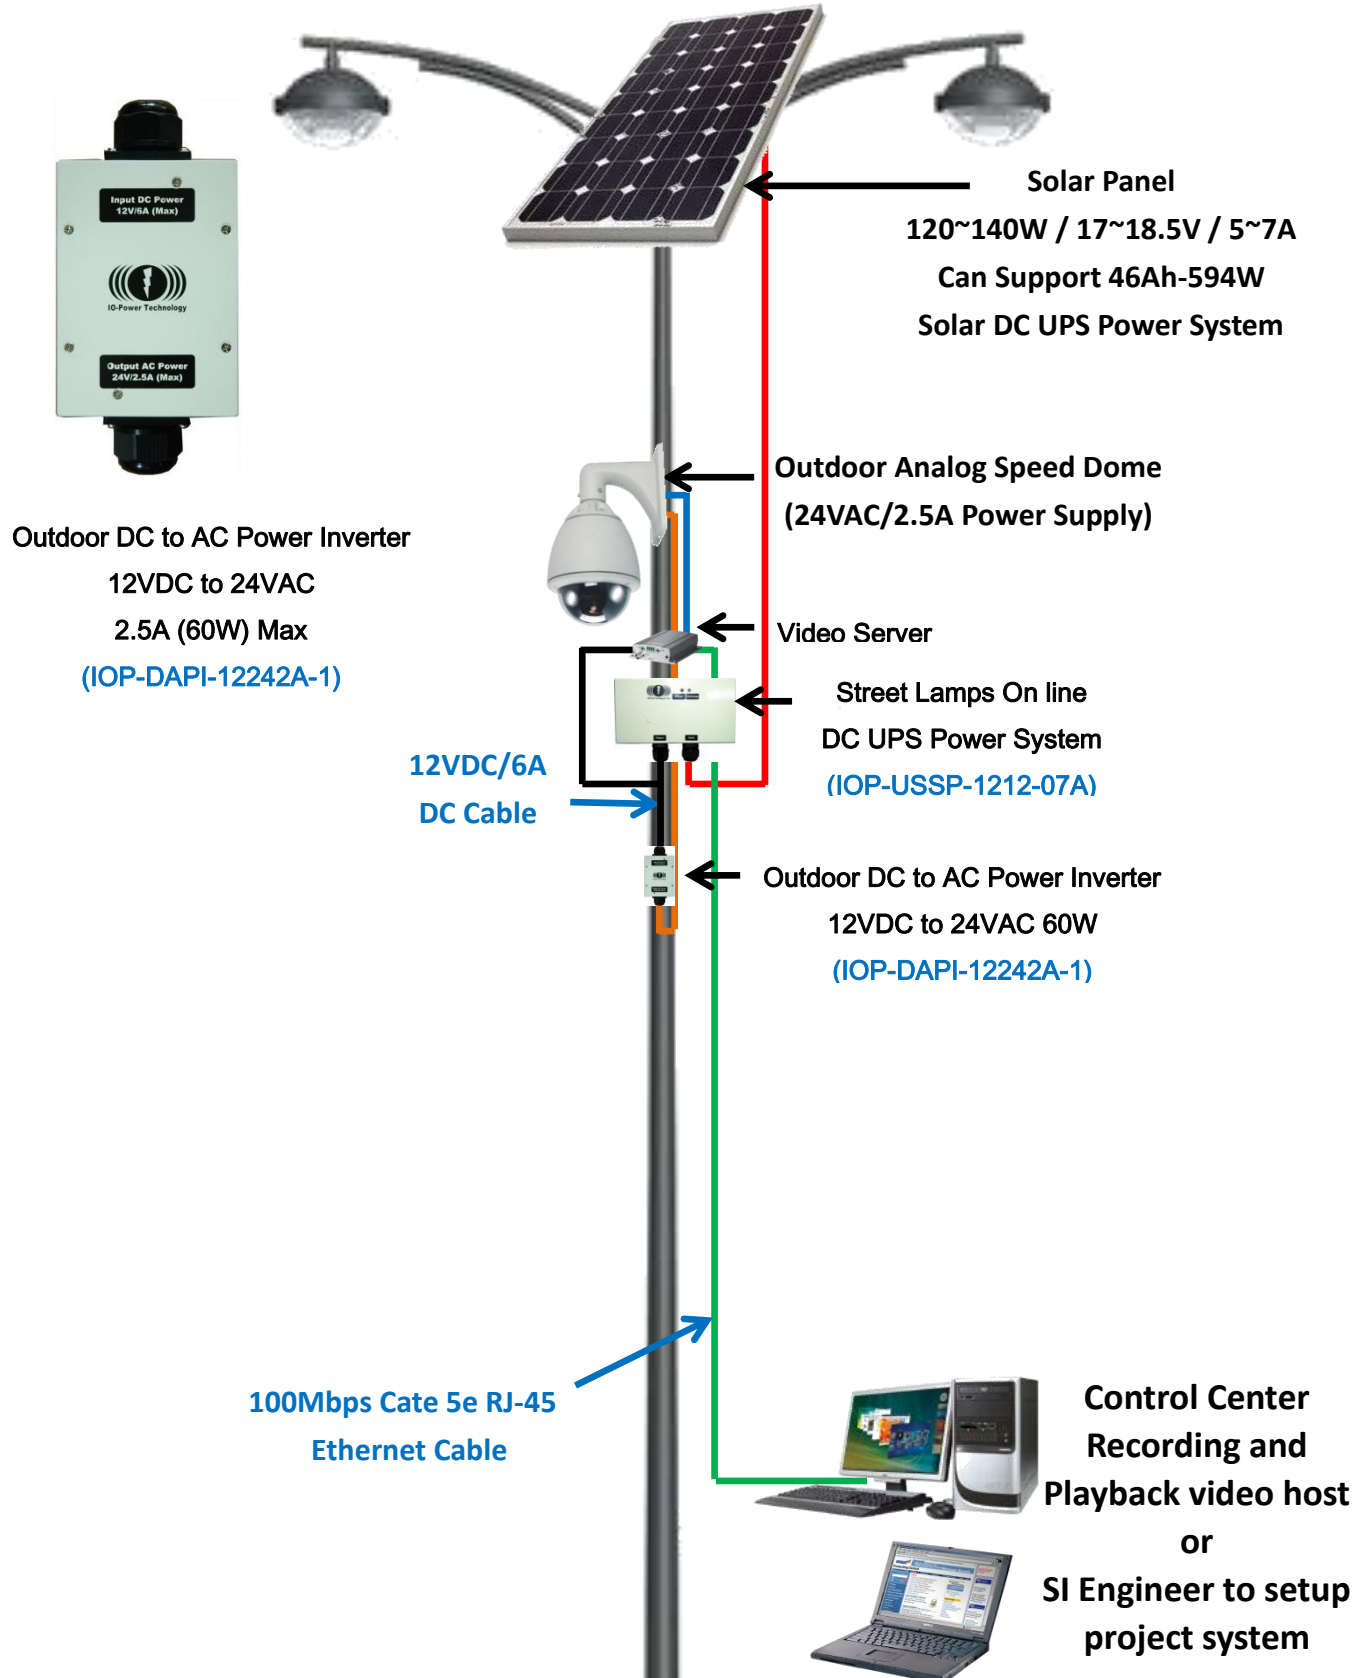 Input DC Power
12V/6A (Max)
IO-Power Technology
Output AC Power
24V/2.5A (Max)
Outdoor DC to AC Power Inverter
12VDC to 24VAC
2.5A (60W) Max
(IOP-DAPI-12242A-1)
Solar Panel
120~140W / 17~18.5V / 5~7A
Can Support 46Ah-594W
Solar DC UPS Power System
Outdoor Analog Speed Dome
(24VAC/2.5A Power Supply)
Video Server
Street Lamps On line
DC UPS Power System
(IOP-USSP-1212-07A)
12VDC/6A
DC Cable
Outdoor DC to AC Power Inverter
12VDC to 24VAC 60W
(IOP-DAPI-12242A-1)
100Mbps Cate 5e RJ-45
Ethernet Cable
Control Center
Recording and
Playback video host
or
SI Engineer to setup
project system